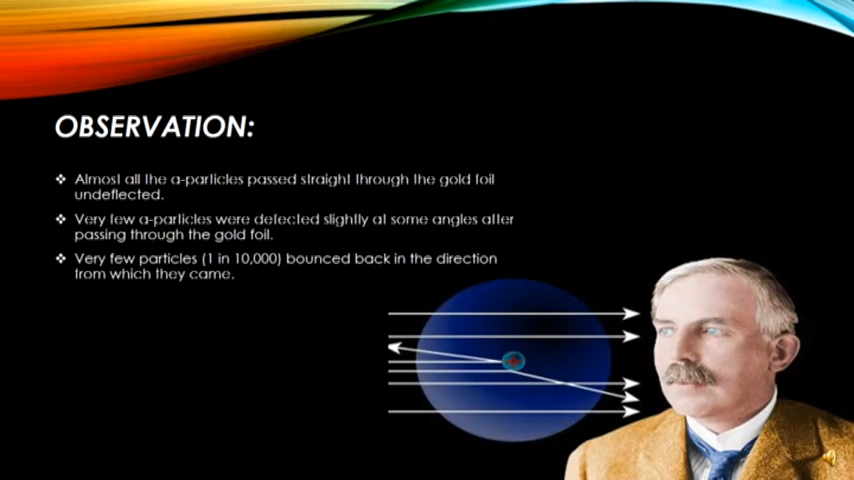 OBSERVATION:
❖ Almost all the a-particles passed straight through the gold foil
undeflected.
❖ Very few a-particles were defected slightly at some angles after
passing through the gold foil.
❖ Very few particles (1 in 10,000) bounced back in the direction
from which they came.